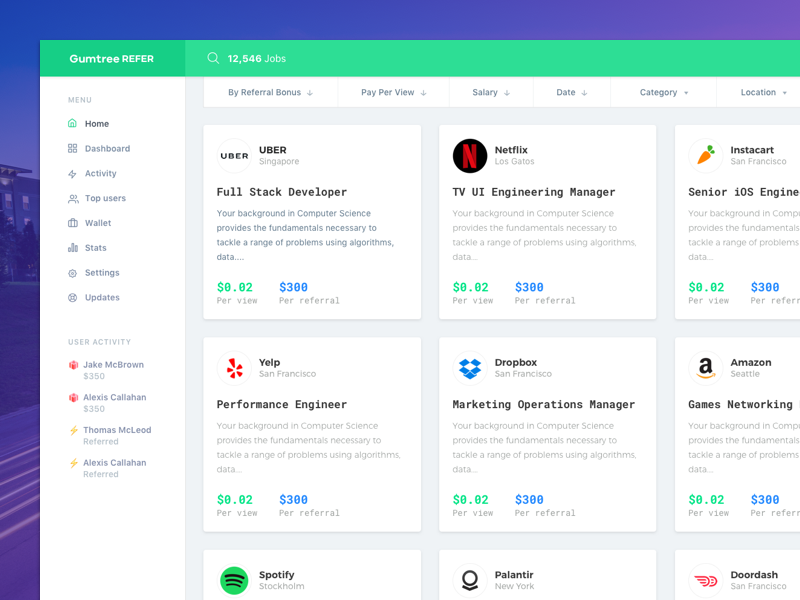 Gumtree REFER
12,546 Jobs
MENU
Home
Dashboard
Activity
Top users
Wallet
Stats
Settings
Updates
USER ACTIVITY
Jake McBrown
$350
Alexis Callahan
$350
Thomas McLeod
Referred
Alexis Callahan
Referred
By Referral Bonus
Pay Per View
Salary
Date
Category
Location
UBER
UBER
Singapore
Full Stack Developer
Your background in Computer Science
provides the fundamentals necessary to
tackle a range of problems using algorithms,
data....
$0.02
Per view
$300
Per referral
N
Netflix
Los Gatos
TV UI Engineering Manager
Your background in Computer Science
provides the fundamentals necessary to
tackle a range of problems using algorithms,
data...
$0.02
Per view
$300
Per referral
Instacart
San Francisco
Senior iOS Engine
Your background in Compu
provides the fundamentals
tackle a range of problems
data...
$0.02
Per view
$300
Per referr
Yelp
San Francisco
Performance Engineer
Your background in Computer Science
provides the fundamentals necessary to
tackle a range of problems using algorithms,
data...
$0.02
Per view
$300
Per referral
Dropbox
San Francisco
Marketing Operations Manager
Your background in Computer Science
provides the fundamentals necessary to
tackle a range of problems using algorithms,
data...
$0.02
Per view
$300
Per referral
a
Amazon
Seattle
Games Networking
Your background in Compu
provides the fundamentals
tackle a range of problems
data...
$0.02
Per view
$300
Per referr
Spotify
Stockholm
Palantir
New York
Doordash
San Francisco